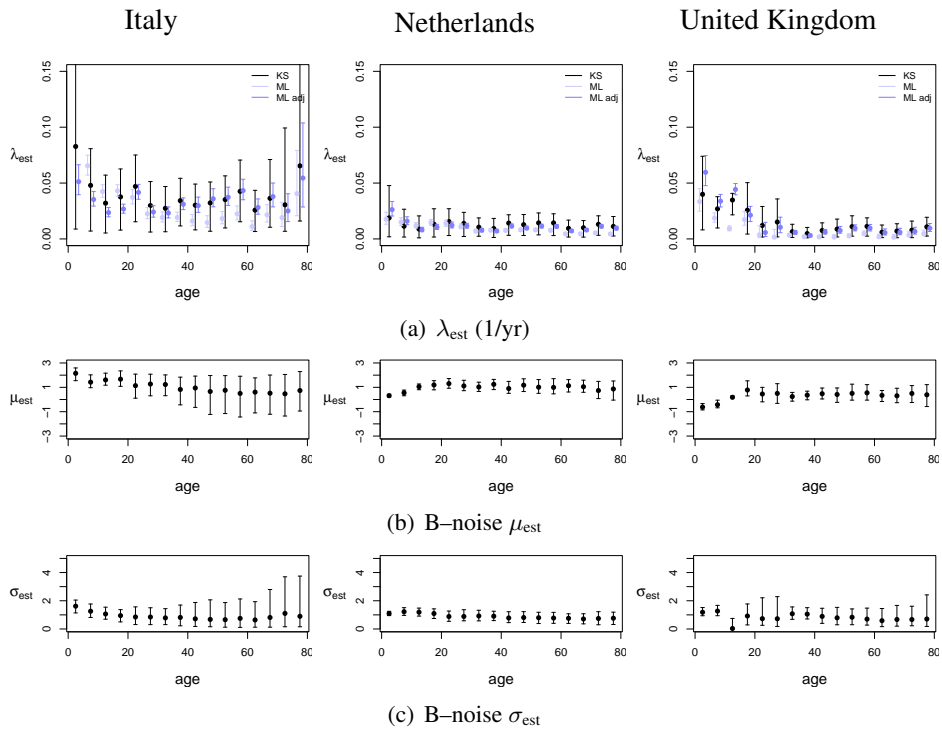 Italy Netherlands United Kingdom
0.15 0.15 0.15
KS KS KS
ML ML ML
ML adj ML adj ML adj
0.10 0.10 0.10
λest λest λest
0.05 0.05 0.05
0.00 0.00 0.00
0 20 40 60 80 0 20 40 60 80 0 20 40 60 80
age age age
(a) λest (1/yr)
3 3 3
1 1 1
μest μest μest
−1 −1 −1
−3 −3 −3
0 20 40 60 80 0 20 40 60 80 0 20 40 60 80
age age age
(b) B–noise μest
4 4 4
σest σest σest
2 2 2
0 0 0
0 20 40 60 80 0 20 40 60 80 0 20 40 60 80
age age age
(c) B–noise σest